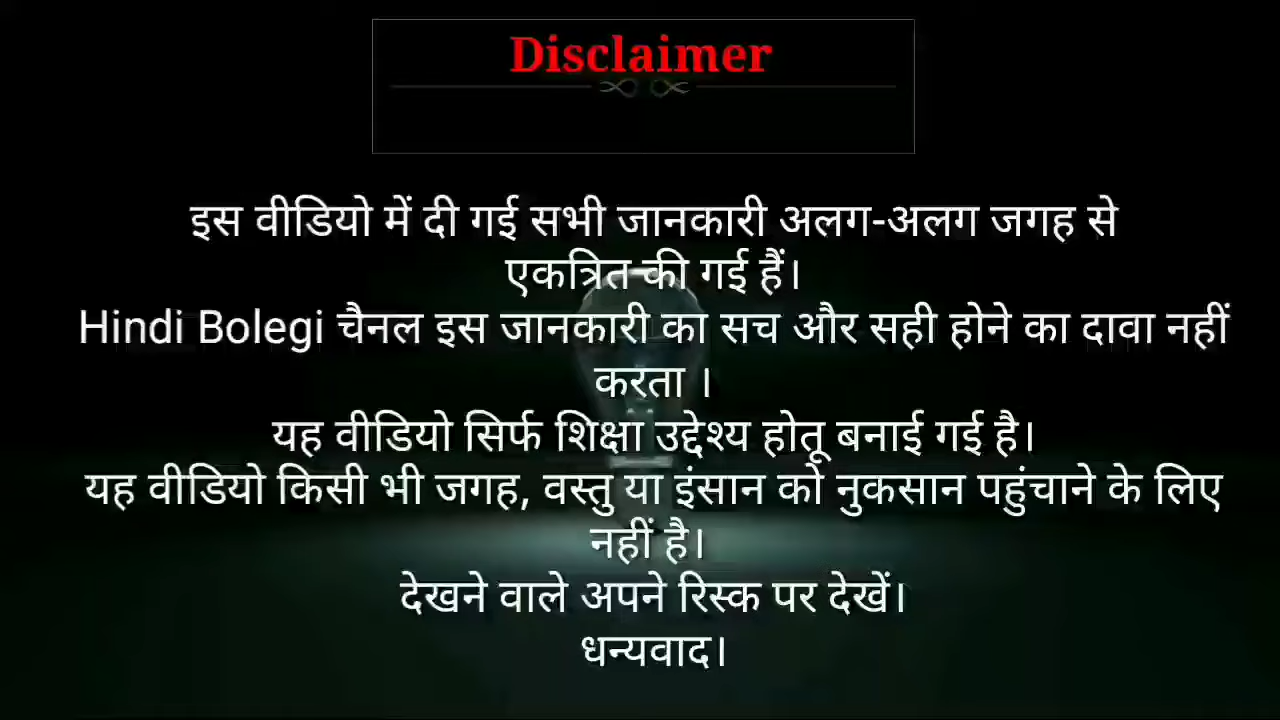 Disclaimer
इस वीडियो में दी गई सभी जानकारी अलग-अलग जगह से
एकत्रित की गई हैं।
Hindi Bolegi चैनल इस जानकारी का सच और सही होने का दावा नहीं
करता ।
यह वीडियो सिर्फ शिक्षा उद्देश्य होतू बनाई गई है।
यह वीडियो किसी भी जगह, वस्तु या इंसान को नुकसान पहुंचाने के लिए
नहीं है।
देखने वाले अपने रिस्क पर देखें।
धन्यवाद।